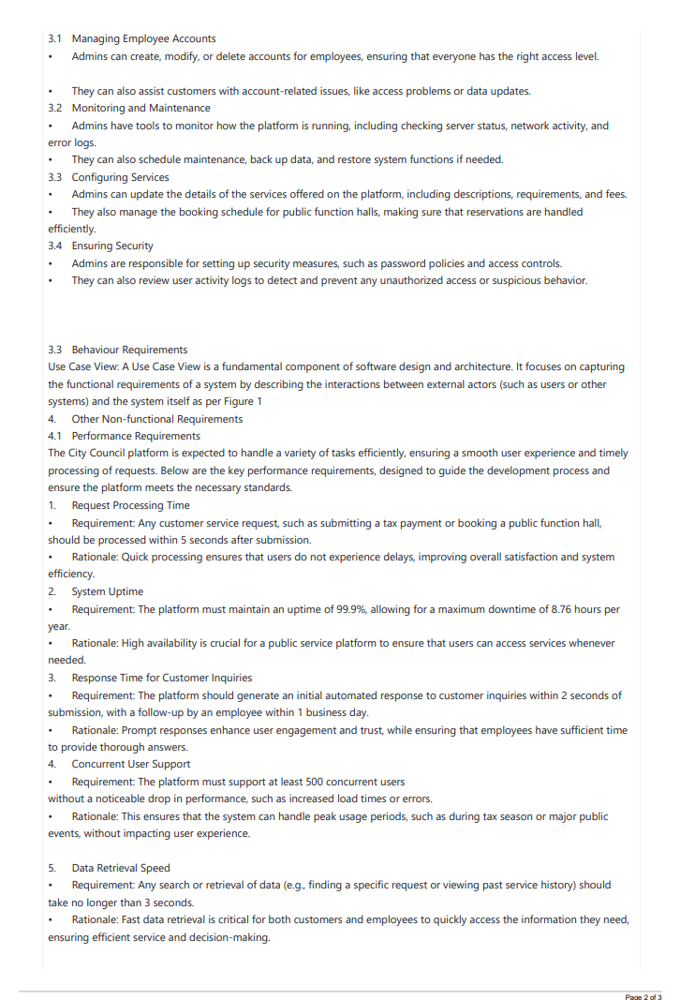 3.1 Managing Employee Accounts
• Admins can create, modify, or delete accounts for employees, ensuring that everyone has the right access level.
• They can also assist customers with account-related issues, like access problems or data updates.
3.2 Monitoring and Maintenance
• Admins have tools to monitor how the platform is running, including checking server status, network activity, and
error logs.
• They can also schedule maintenance, back up data, and restore system functions if needed.
3.3 Configuring Services
• Admins can update the details of the services offered on the platform, including descriptions, requirements, and fees.
• They also manage the booking schedule for public function halls, making sure that reservations are handled
efficiently.
3.4 Ensuring Security
• Admins are responsible for setting up security measures, such as password policies and access controls.
• They can also review user activity logs to detect and prevent any unauthorized access or suspicious behavior.
3.3 Behaviour Requirements
Use Case View: A Use Case View is a fundamental component of software design and architecture. It focuses on capturing
the functional requirements of a system by describing the interactions between external actors (such as users or other
systems) and the system itself as per Figure 1
4. Other Non-functional Requirements
4.1 Performance Requirements
The City Council platform is expected to handle a variety of tasks efficiently, ensuring a smooth user experience and timely
processing of requests. Below are the key performance requirements, designed to guide the development process and
ensure the platform meets the necessary standards.
1. Request Processing Time
• Requirement: Any customer service request, such as submitting a tax payment or booking a public function hall,
should be processed within 5 seconds after submission.
• Rationale: Quick processing ensures that users do not experience delays, improving overall satisfaction and system
efficiency.
2. System Uptime
• Requirement: The platform must maintain an uptime of 99.9%, allowing for a maximum downtime of 8.76 hours per
year.
• Rationale: High availability is crucial for a public service platform to ensure that users can access services whenever
needed.
3. Response Time for Customer Inquiries
• Requirement: The platform should generate an initial automated response to customer inquiries within 2 seconds of
submission, with a follow-up by an employee within 1 business day.
• Rationale: Prompt responses enhance user engagement and trust, while ensuring that employees have sufficient time
to provide thorough answers.
4. Concurrent User Support
• Requirement: The platform must support at least 500 concurrent users
without a noticeable drop in performance, such as increased load times or errors.
• Rationale: This ensures that the system can handle peak usage periods, such as during tax season or major public
events, without impacting user experience.
5. Data Retrieval Speed
• Requirement: Any search or retrieval of data (e.g., finding a specific request or viewing past service history) should
take no longer than 3 seconds.
• Rationale: Fast data retrieval is critical for both customers and employees to quickly access the information they need,
ensuring efficient service and decision-making.
Page 2 of 3